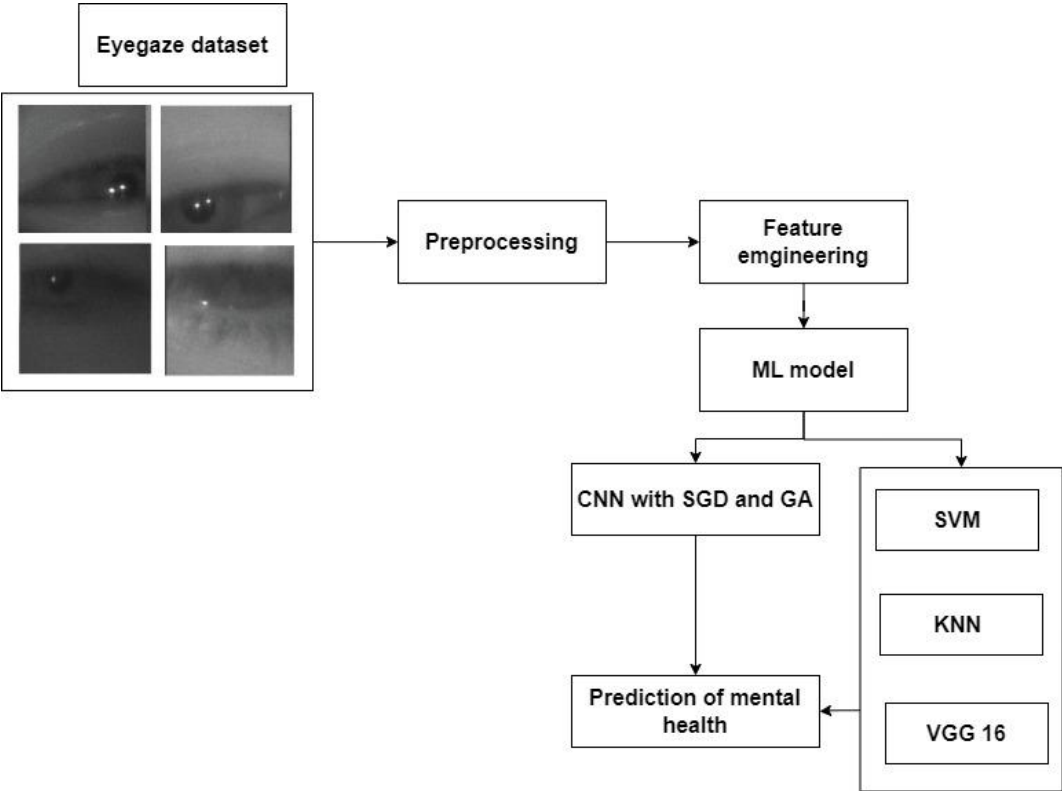 Eyegaze dataset
Preprocessing
Feature
emgineering
ML model
CNN with SGD and GA
SVM
KNN
Prediction of mental
health
VGG 16